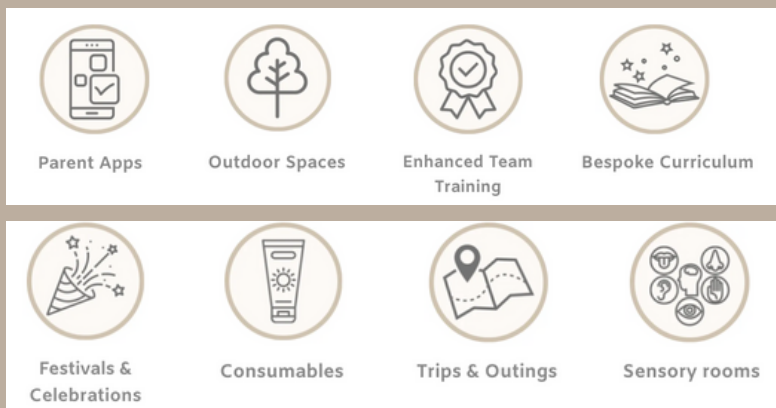 Parent Apps
Outdoor Spaces
Enhanced Team
Training
Bespoke Curriculum
Festivals &
Celebrations
Consumables
Trips & Outings
Sensory rooms